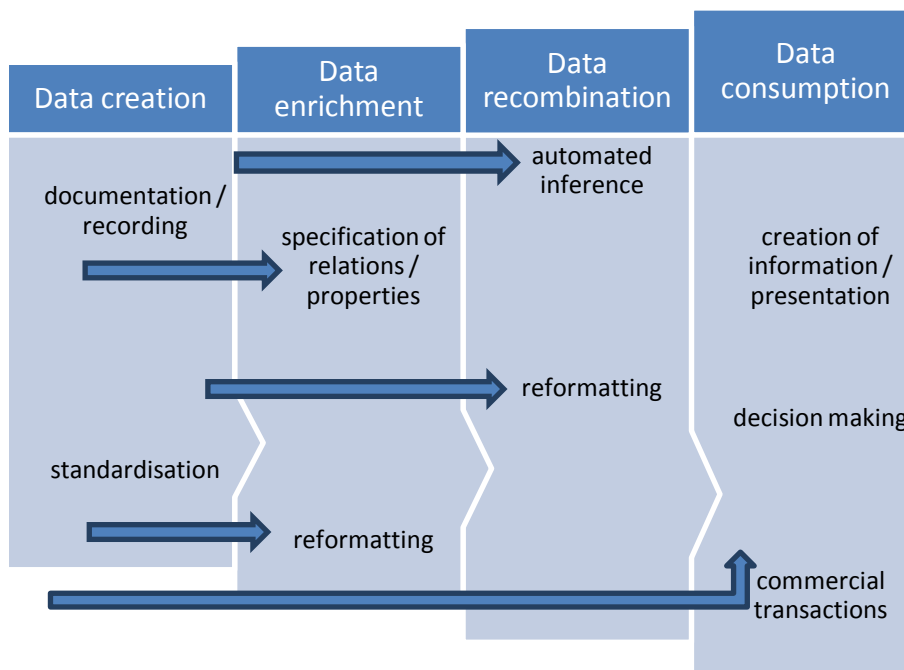 Data creation
Data
enrichment
Data
recombination
Data
consumption
documentation /
recording
standardisation
specification of
relations /
properties
reformatting
automated
inference
reformatting
creation of
information /
presentation
decision making
commercial
transactions